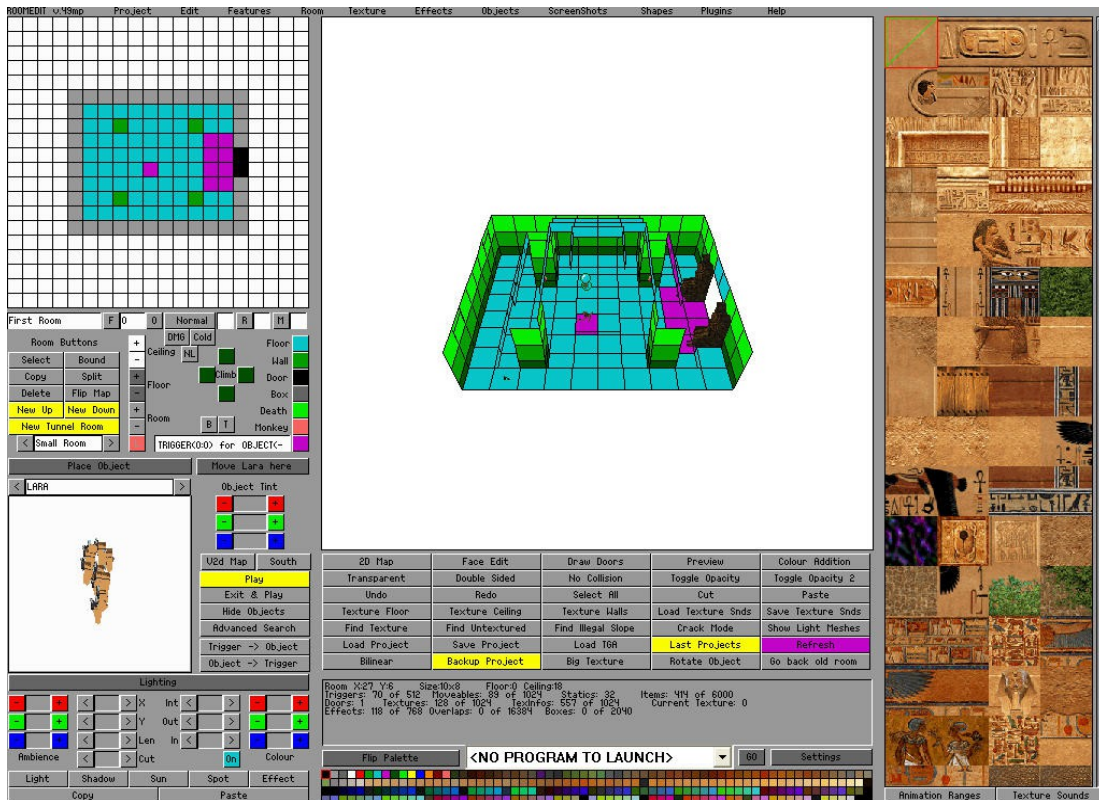 ROOMEDIT v.49mp Project Edit Features Room Texture Effects Objects ScreenShots Shapes Plugins Help
First Room F 0 0 Normal R M
Room Buttons
Select Bound
Copy Split
Delete Flip Map
New Up New Down
New Tunnel Room
< Small Room >
+
-
Ceiling
+
-
Floor
+
-
Room
DMG Cold
NL
Climb
B T
Floor
Wall
Door
Box
Death
Monkey
TRIGGER(0:0) for OBJECT(-
Place Object Move Lara here
< LARA >
Object Tint
- +
- +
- +
V2d Map South
Play
Exit & Play
Hide Objects
Advanced Search
Trigger -> Object
Object -> Trigger
2D Map Face Edit Draw Doors Preview Colour Addition
Transparent Double Sided No Collision Toggle Opacity Toggle Opacity 2
Undo Redo Select All Cut Paste
Texture Floor Texture Ceiling Texture Walls Load Texture Snds Save Texture Snds
Find Texture Find Untextured Find Illegal Slope Crack Mode Show Light Meshes
Load Project Save Project Load TGA Last Projects Refresh
Bilinear Backup Project Big Texture Rotate Object Go back old room
Lighting
- + < > X Int < > - +
- + < > Y Out < > - +
- + < > Len In < > - +
Ambience < > Cut On Colour
Light Shadow Sun Spot Effect
Copy Paste
Room X:27 Y:6 Size:10x8 Floor:0 Ceiling:18
Triggers: 70 of 512 Moveables: 89 of 1024 Statics: 32 Items: 414 of 6000
Doors: 1 Textures: 128 of 1024 TexInfos: 557 of 1024 Current Texture: 0
Effects: 118 of 768 Overlaps: 0 of 16384 Boxes: 0 of 2040
Flip Palette <NO PROGRAM TO LAUNCH> GO Settings
Animation Ranges Texture Sounds